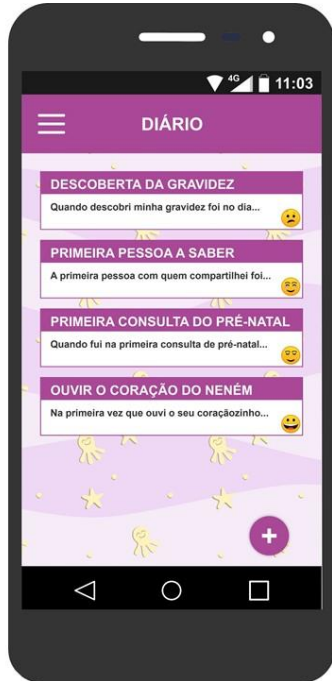 4G 11:03
DIÁRIO
DESCOBERTA DA GRAVIDEZ
Quando descobri minha gravidez foi no dia...
PRIMEIRA PESSOA A SABER
A primeira pessoa com quem compartilhei foi...
PRIMEIRA CONSULTA DO PRÉ-NATAL
Quando fui na primeira consulta de pré-natal...
OUVIR O CORAÇÃO DO NENÉM
Na primeira vez que ouvi o seu coraçãozinho...
+